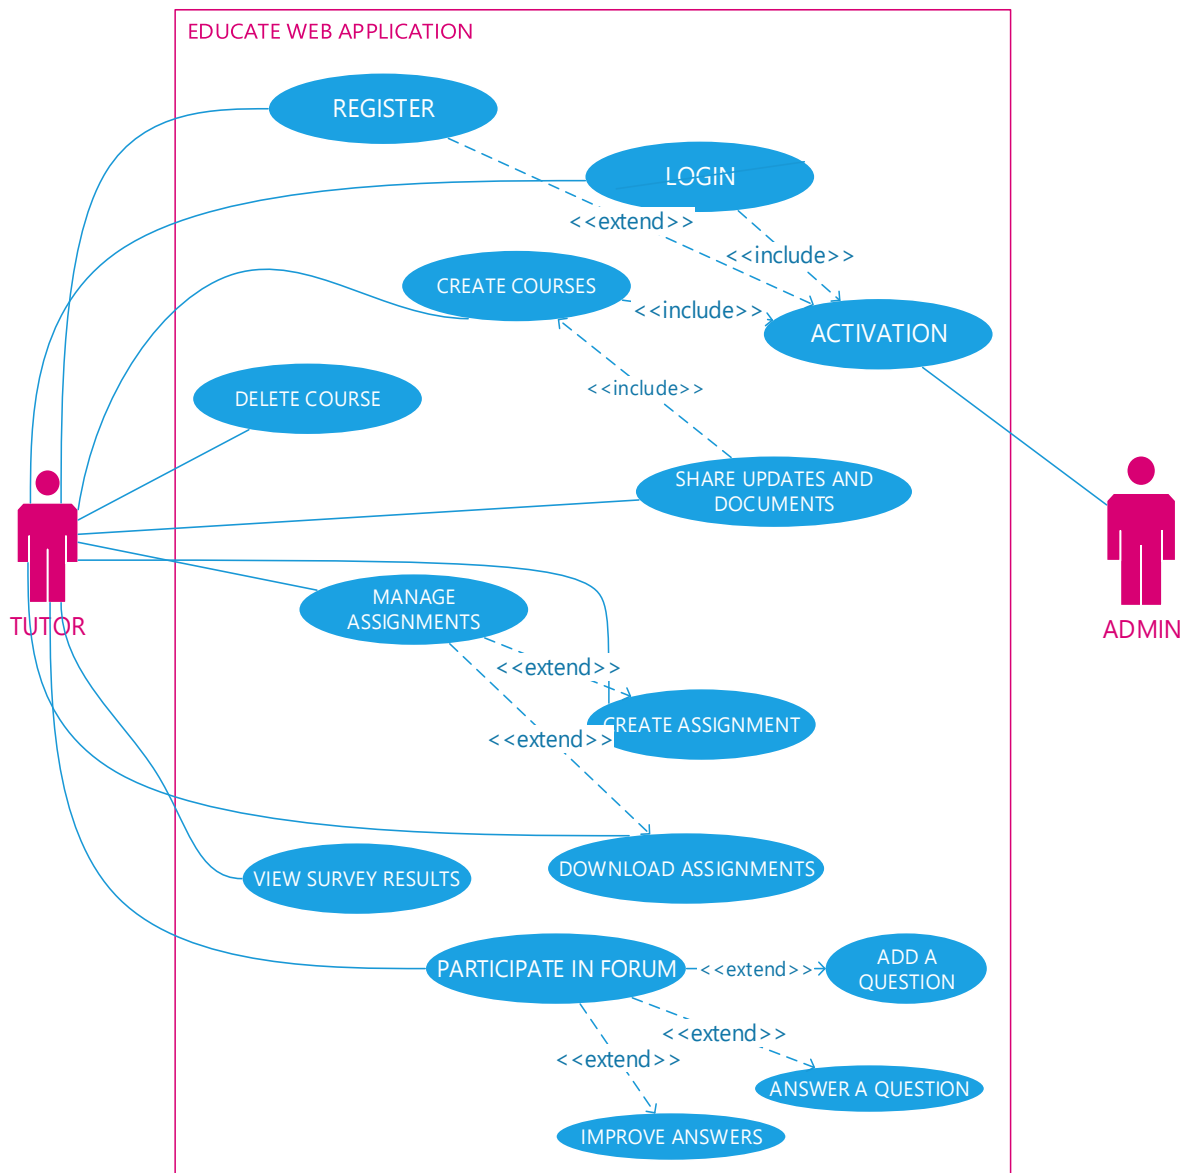 EDUCATE WEB APPLICATION
REGISTER
LOGIN
<<extend>>
<<include>>
CREATE COURSES
<<include>>
ACTIVATION
<<include>>
DELETE COURSE
SHARE UPDATES AND
DOCUMENTS
MANAGE
ASSIGNMENTS
TUTOR
ADMIN
<<extend>>
CREATE ASSIGNMENT
<<extend>>
DOWNLOAD ASSIGNMENTS
VIEW SURVEY RESULTS
PARTICIPATE IN FORUM
<<extend>>
ADD A
QUESTION
<<extend>>
<<extend>>
ANSWER A QUESTION
IMPROVE ANSWERS